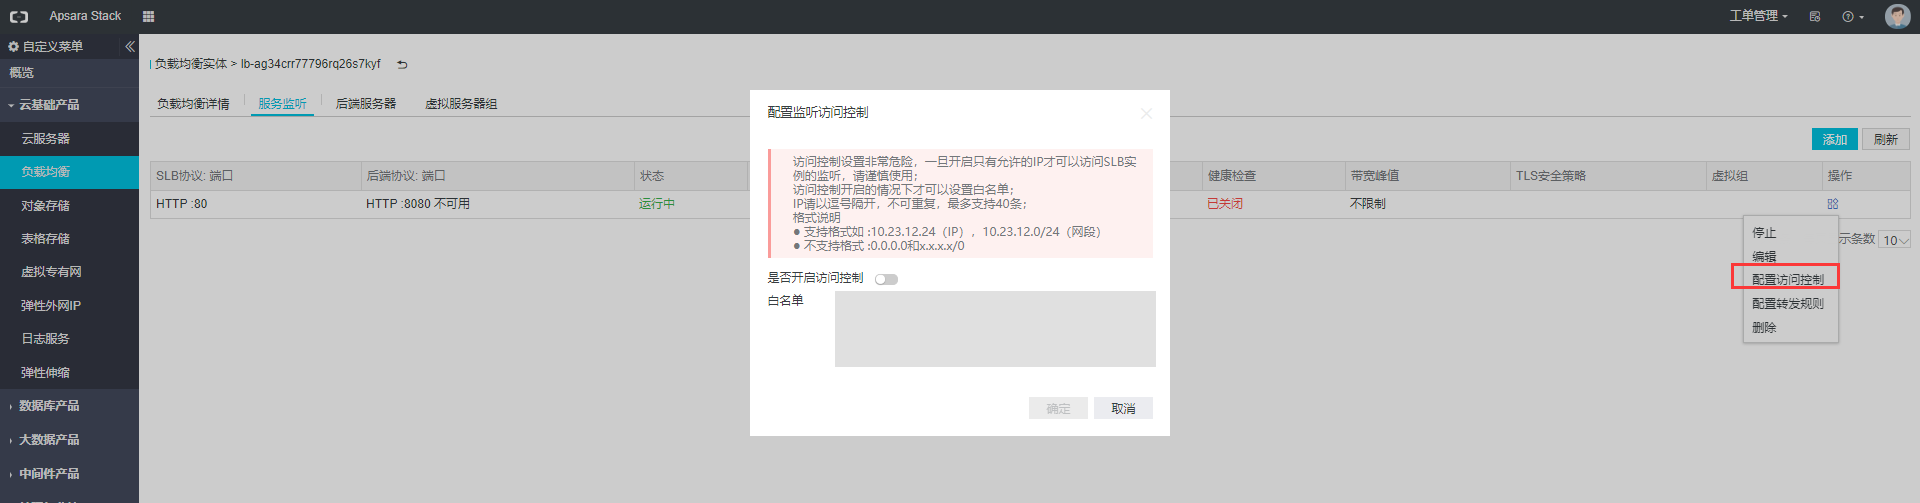 Apsara Stack
工单管理
自定义菜单
概览
云基础产品
云服务器
负载均衡
对象存储
表格存储
虚拟专有网
弹性外网IP
日志服务
弹性伸缩
数据库产品
大数据产品
中间件产品
负载均衡实体 > lb-ag34crr77796rq26s7kyf
负载均衡详情 服务监听 后端服务器 虚拟服务器组
添加 刷新
SLB协议: 端口 后端协议: 端口 状态 健康检查 带宽峰值 TLS安全策略 虚拟组 操作
HTTP :80 HTTP :8080 不可用 运行中 已关闭 不限制
示条数 10
停止
编辑
配置访问控制
配置转发规则
删除
配置监听访问控制
访问控制设置非常危险，一旦开启只有允许的IP才可以访问SLB实
例的监听，请谨慎使用；
访问控制开启的情况下才可以设置白名单；
IP请以逗号隔开，不可重复，最多支持40条；
格式说明
● 支持格式如 :10.23.12.24（IP），10.23.12.0/24（网段）
● 不支持格式 :0.0.0.0和x.x.x.x/0
是否开启访问控制
白名单
确定 取消